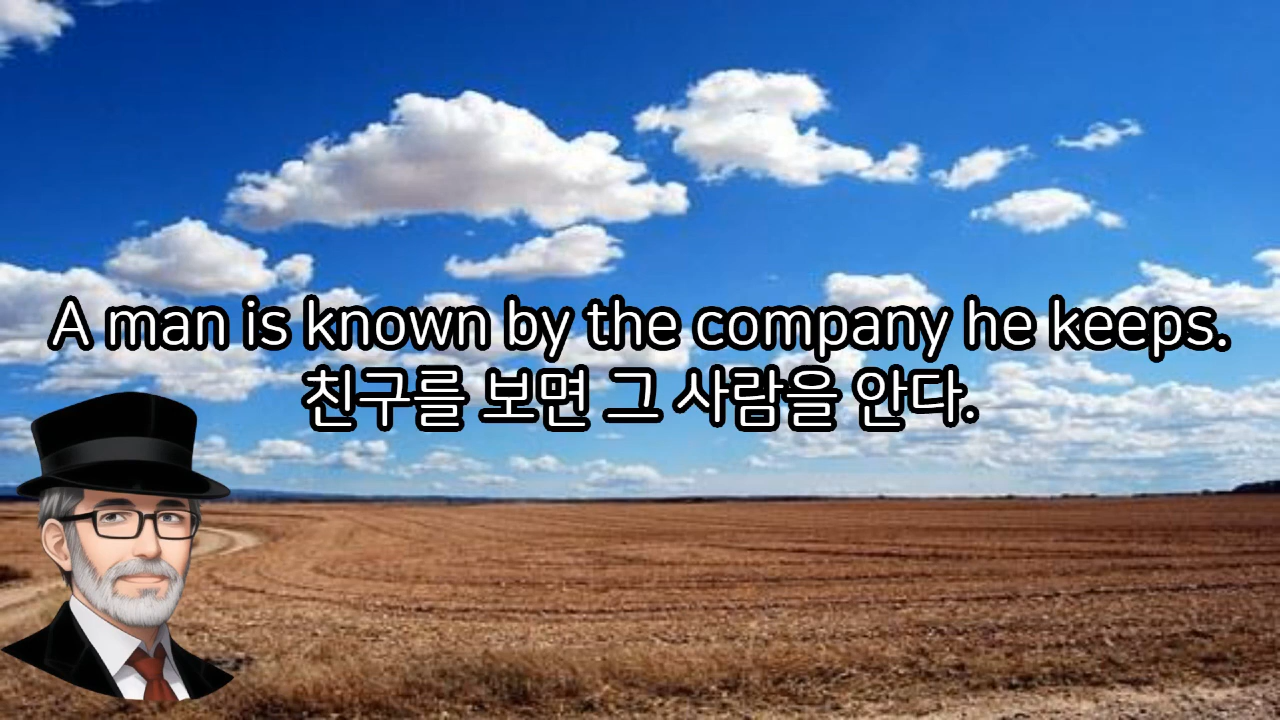 A man is known by the company he keeps.
친구를 보면 그 사람을 안다.